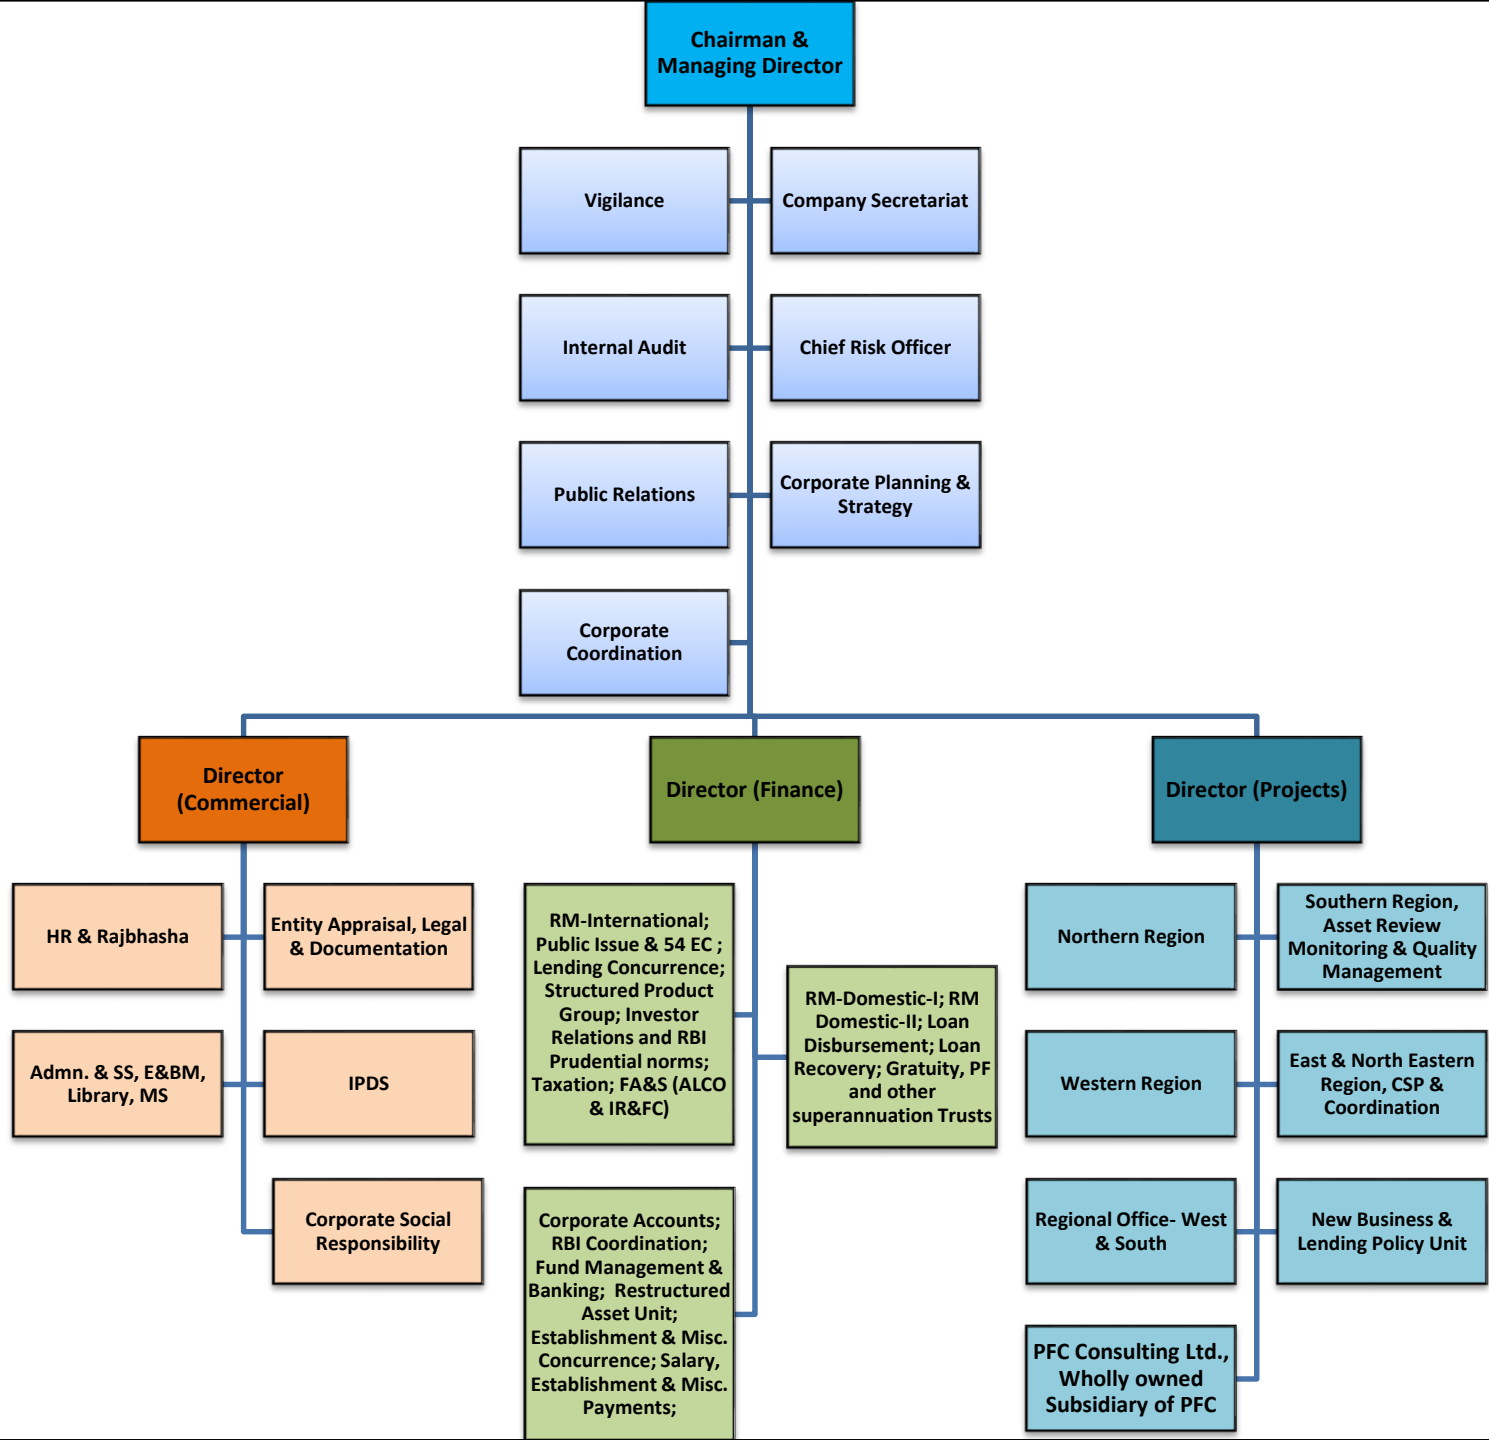 Chairman &
Managing Director
Vigilance
Company Secretariat
Internal Audit
Chief Risk Officer
Public Relations
Corporate Planning &
Strategy
Corporate
Coordination
Director
(Commercial)
Director (Finance)
Director (Projects)
HR & Rajbhasha
Entity Appraisal, Legal
& Documentation
Admn. & SS, E&BM,
Library, MS
IPDS
Corporate Social
Responsibility
RM-International;
Public Issue & 54 EC ;
Lending Concurrence;
Structured Product
Group; Investor
Relations and RBI
Prudential norms;
Taxation; FA&S (ALCO
& IR&FC)
RM-Domestic-I; RM
Domestic-II; Loan
Disbursement; Loan
Recovery; Gratuity, PF
and other
superannuation Trusts
Corporate Accounts;
RBI Coordination;
Fund Management &
Banking;  Restructured
Asset Unit;
Establishment & Misc.
Concurrence; Salary,
Establishment & Misc.
Payments;
Northern Region
Southern Region,
Asset Review
Monitoring & Quality
Management
Western Region
East & North Eastern
Region, CSP &
Coordination
Regional Office- West
& South
New Business &
Lending Policy Unit
PFC Consulting Ltd.,
Wholly owned
Subsidiary of PFC